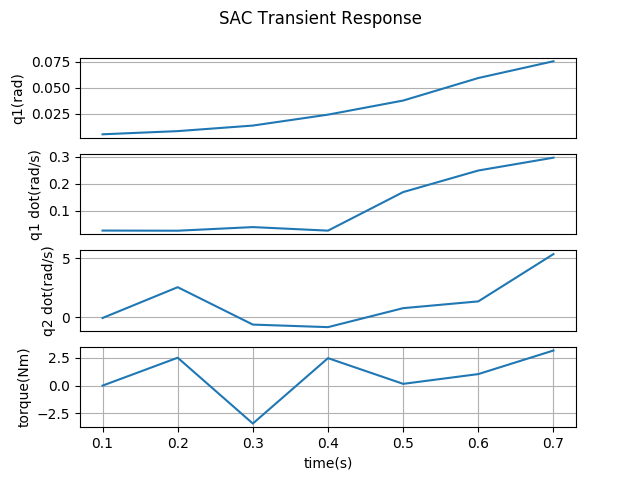 SAC Transient Response
q1(rad)
0.075
0.050
0.025
q1 dot(rad/s)
0.3
0.2
0.1
q2 dot(rad/s)
5
0
torque(Nm)
2.5
0.0
−2.5
0.1 0.2 0.3 0.4 0.5 0.6 0.7
time(s)